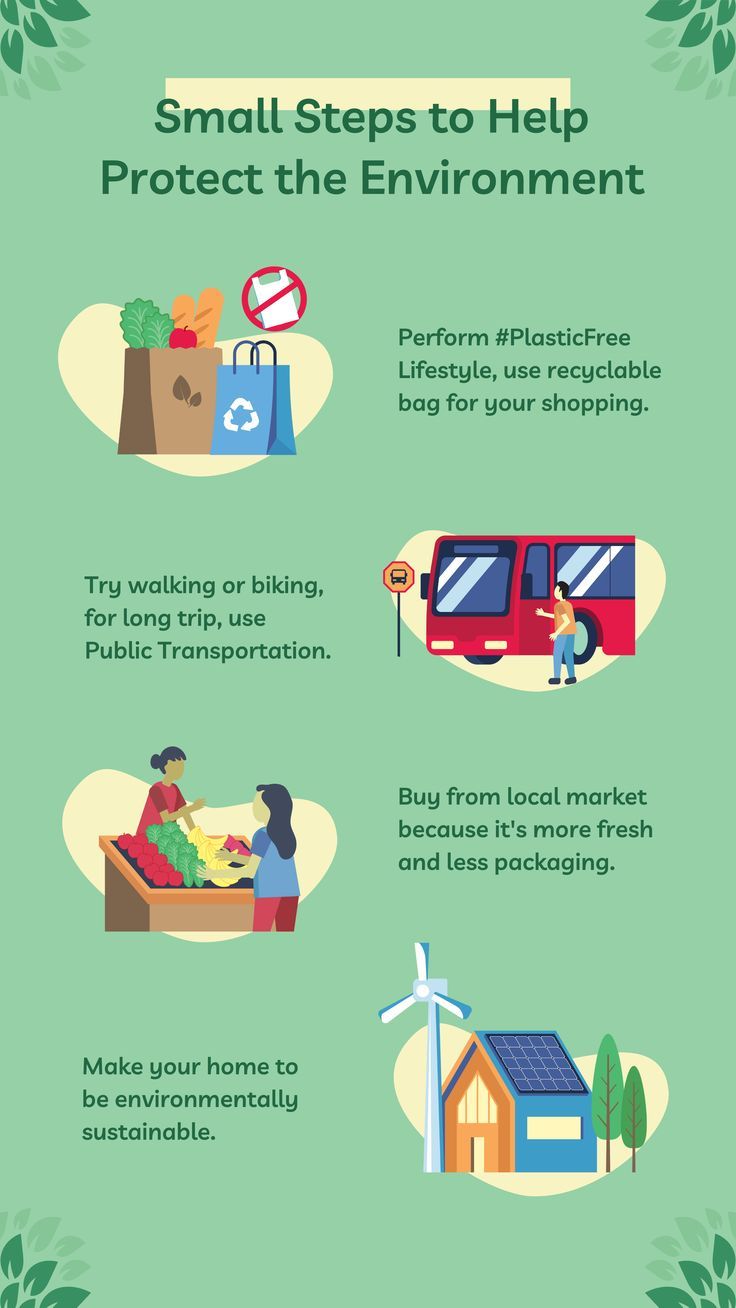 Small Steps to Help
Protect the Environment
Perform #PlasticFree
Lifestyle, use recyclable
bag for your shopping.
Try walking or biking,
for long trip, use
Public Transportation.
Buy from local market
because it's more fresh
and less packaging.
Make your home to
be environmentally
sustainable.